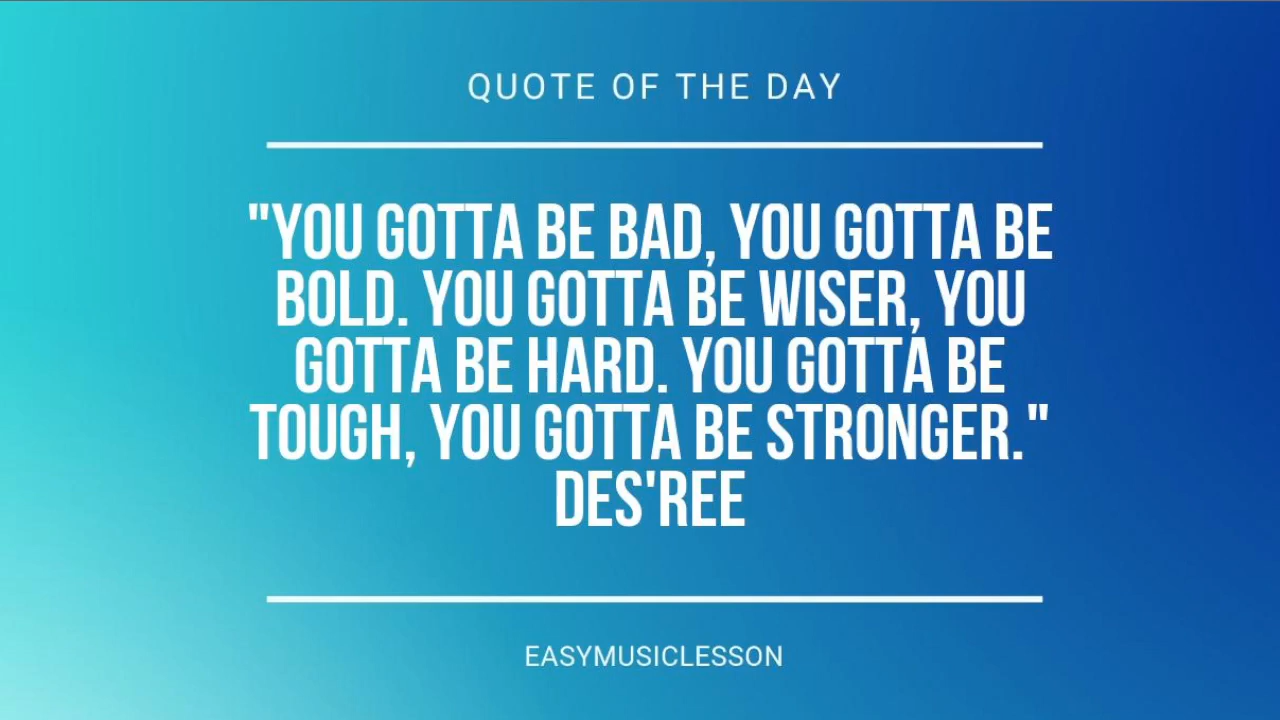 QUOTE OF THE DAY
"YOU GOTTA BE BAD, YOU GOTTA BE
BOLD. YOU GOTTA BE WISER, YOU
GOTTA BE HARD. YOU GOTTA BE
TOUGH, YOU GOTTA BE STRONGER."
DES'REE
EASYMUSICLESSON